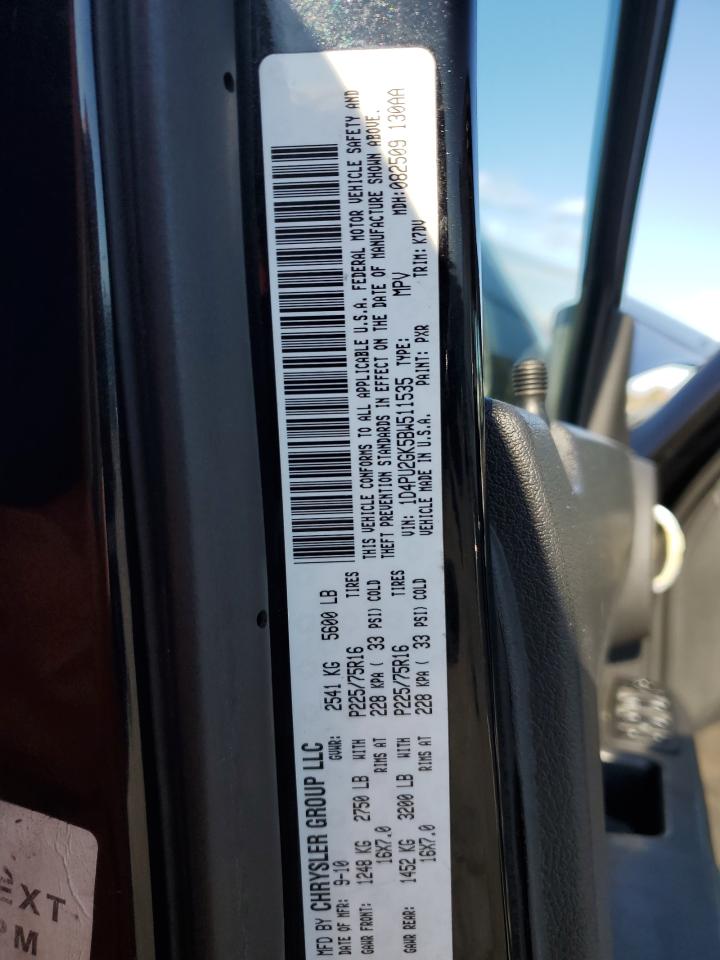 MFD BY CHRYSLER GROUP LLC
DATE OF MFR: 9-10 GVWR: 2541 KG 5600 LB
GAWR FRONT: 1248 KG 2750 LB WITH P225/75R16 TIRES
16X7.0 RIMS AT 228 KPA ( 33 PSI) COLD
GAWR REAR: 1452 KG 3200 LB WITH P225/75R16 TIRES
16X7.0 RIMS AT 228 KPA ( 33 PSI) COLD
THIS VEHICLE CONFORMS TO ALL APPLICABLE U.S.A. FEDERAL MOTOR VEHICLE SAFETY AND
THEFT PREVENTION STANDARDS IN EFFECT ON THE DATE OF MANUFACTURE SHOWN ABOVE.
VIN: 1D4PU2GK5BW511535 TYPE: MPV MDH:082509 130AA
VEHICLE MADE IN U.S.A. PAINT: PXR TRIM: K7DV
EXT
PM